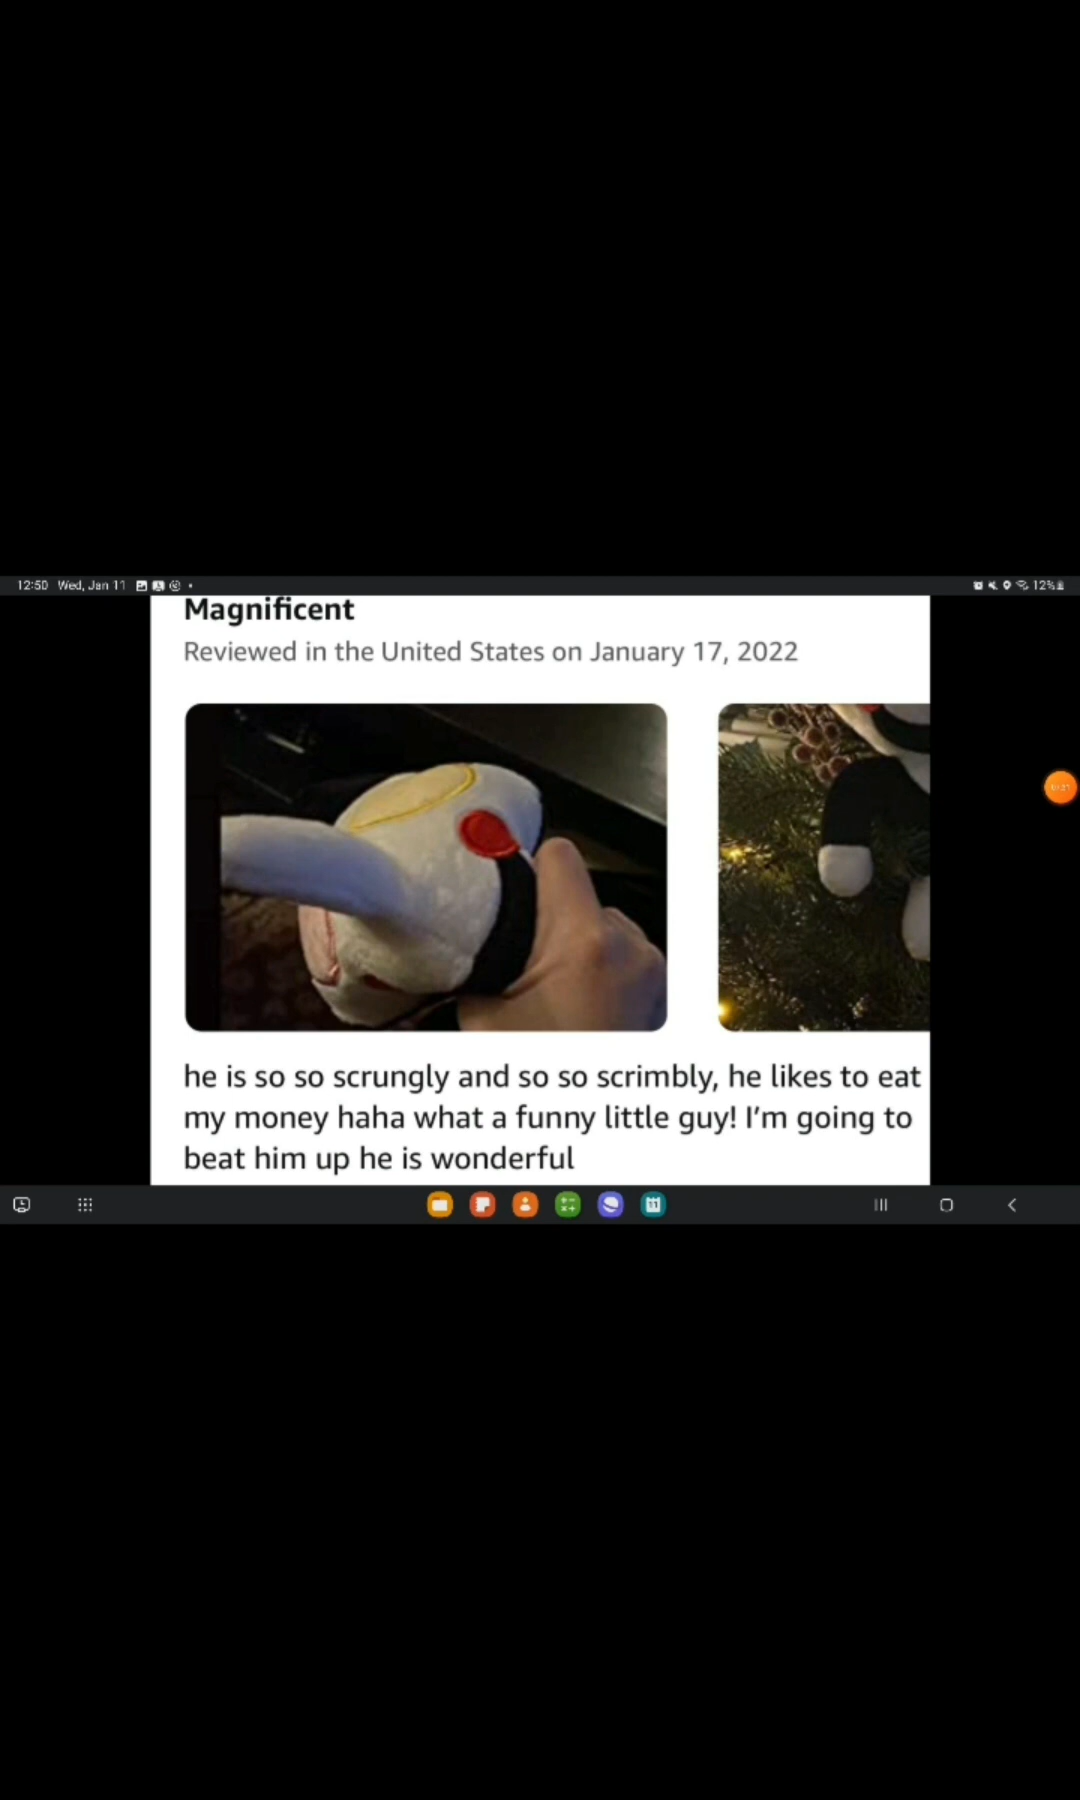 12:50 Wed, Jan 11
12%
Magnificent
Reviewed in the United States on January 17, 2022
he is so so scrungly and so so scrimbly, he likes to eat
my money haha what a funny little guy! I’m going to
beat him up he is wonderful
11